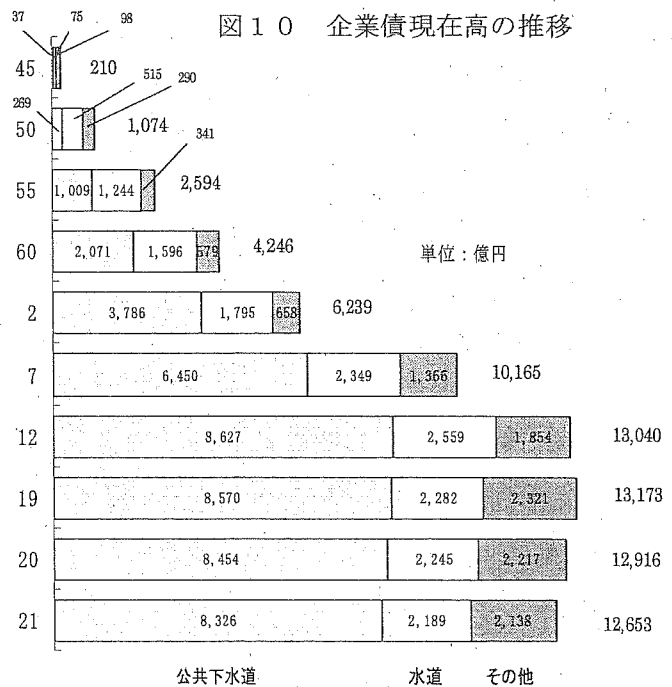 図１０ 企業債現在高の推移
37 75 98
45 210
269 515 290
50 1,074
341
55 1,009 1,244 2,594
60 2,071 1,596 579 4,246
単位：億円
2 3,786 1,795 658 6,239
7 6,450 2,349 1,366 10,165
12 8,627 2,559 1,854 13,040
19 8,570 2,282 2,321 13,173
20 8,454 2,245 2,217 12,916
21 8,326 2,189 2,138 12,653
公共下水道 水道 その他